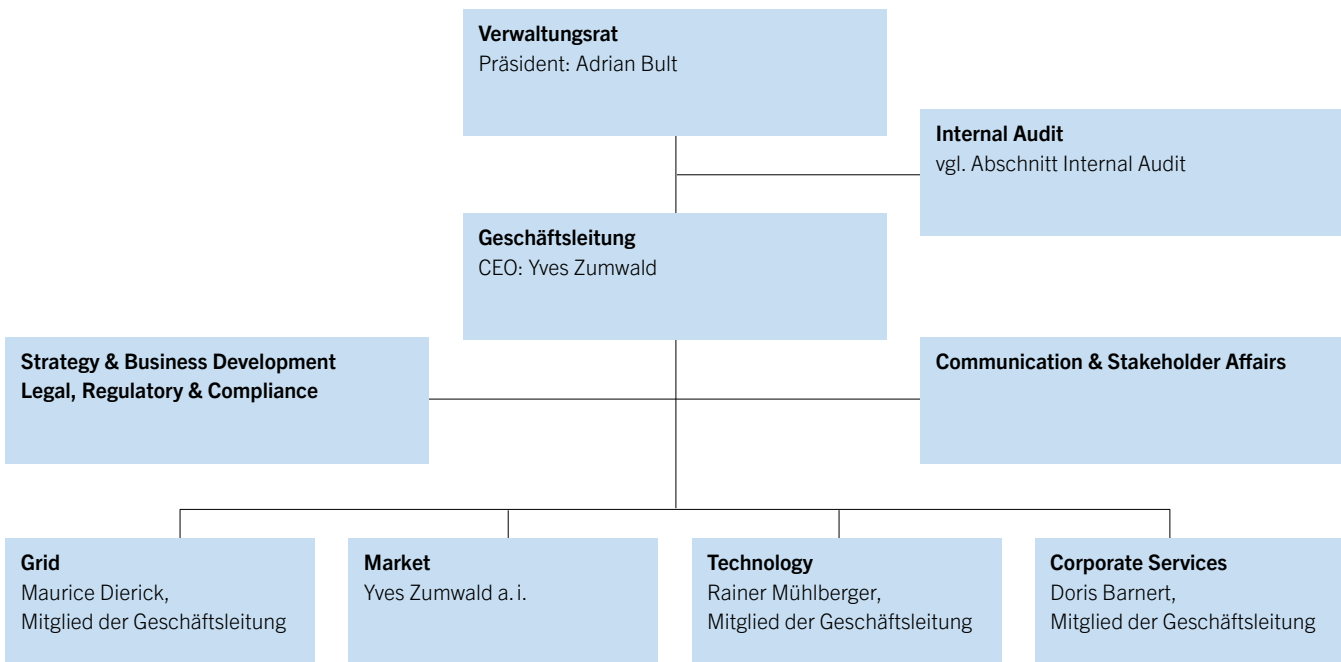 Verwaltungsrat
Präsident: Adrian Bult
Internal Audit
vgl. Abschnitt Internal Audit
Geschäftsleitung
CEO: Yves Zumwald
Strategy & Business Development
Legal, Regulatory & Compliance
Communication & Stakeholder Affairs
Grid
Maurice Dierick,
Mitglied der Geschäftsleitung
Market
Yves Zumwald a. i.
Technology
Rainer Mühlberger,
Mitglied der Geschäftsleitung
Corporate Services
Doris Barnert,
Mitglied der Geschäftsleitung